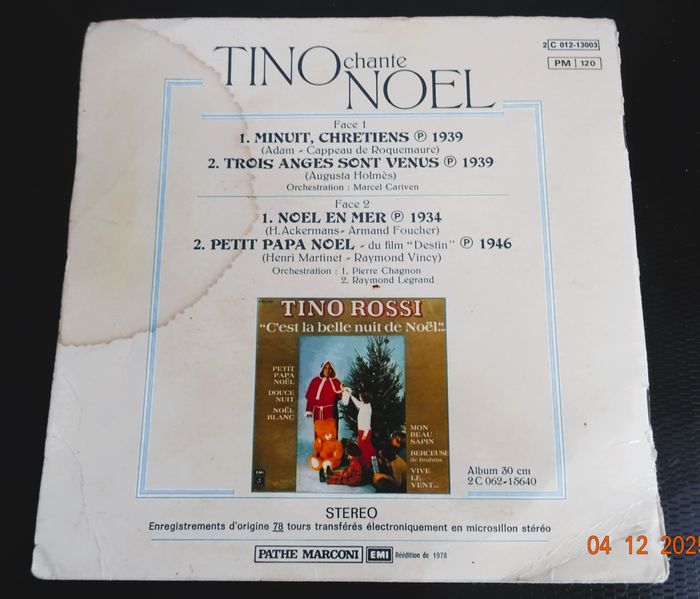 2 C 012-13003
PM 120
TINO chante
NOEL
Face 1
1. MINUIT, CHRETIENS ℗ 1939
(Adam - Cappeau de Roquemaure)
2. TROIS ANGES SONT VENUS ℗ 1939
(Augusta Holmès)
Orchestration : Marcel Cariven
Face 2
1. NOEL EN MER ℗ 1934
(H. Ackermans - Armand Foucher)
2. PETIT PAPA NOEL - du film "Destin" ℗ 1946
(Henri Martinet - Raymond Vincy)
Orchestration : 1. Pierre Chagnon
2. Raymond Legrand
TINO ROSSI
"C'est la belle nuit de Noël..."
PETIT
PAPA
NOËL
DOUCE
NUIT
NOËL
BLANC
MON
BEAU
SAPIN
BERCEUSE
de Brahms
VIVE
LE
VENT...
EMI
Album 30 cm
2 C 062-15640
STEREO
Enregistrements d'origine 78 tours transférés électroniquement en microsillon stéréo
PATHE MARCONI EMI Réédition de 1978
04 12 2025